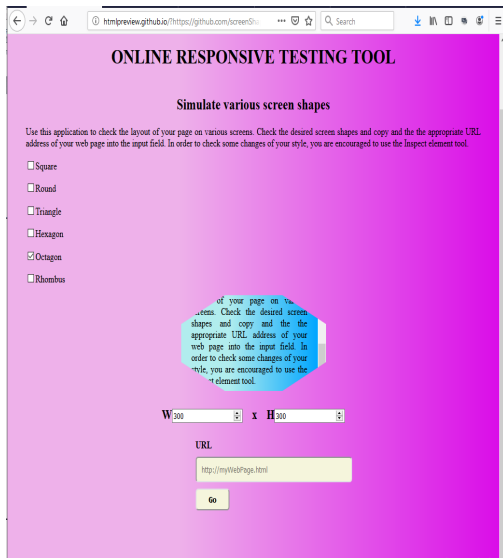 htmlpreview.github.io/?https://github.com/screenSh
Search
ONLINE RESPONSIVE TESTING TOOL
Simulate various screen shapes
Use this application to check the layout of your page on various screens. Check the desired screen shapes and copy and the the appropriate URL
address of your web page into the input field. In order to check some changes of your style, you are encouraged to use the Inspect element tool.
Square
Round
Triangle
Hexagon
Octagon
Rhombus
of your page on
Check the desired screen
shapes and copy and the the
appropriate URL address of your
web page into the input field. In
order to check some changes of your
you are encouraged to use the
element tool.
W 300 x H 300
URL
http://myWebPage.html
Go